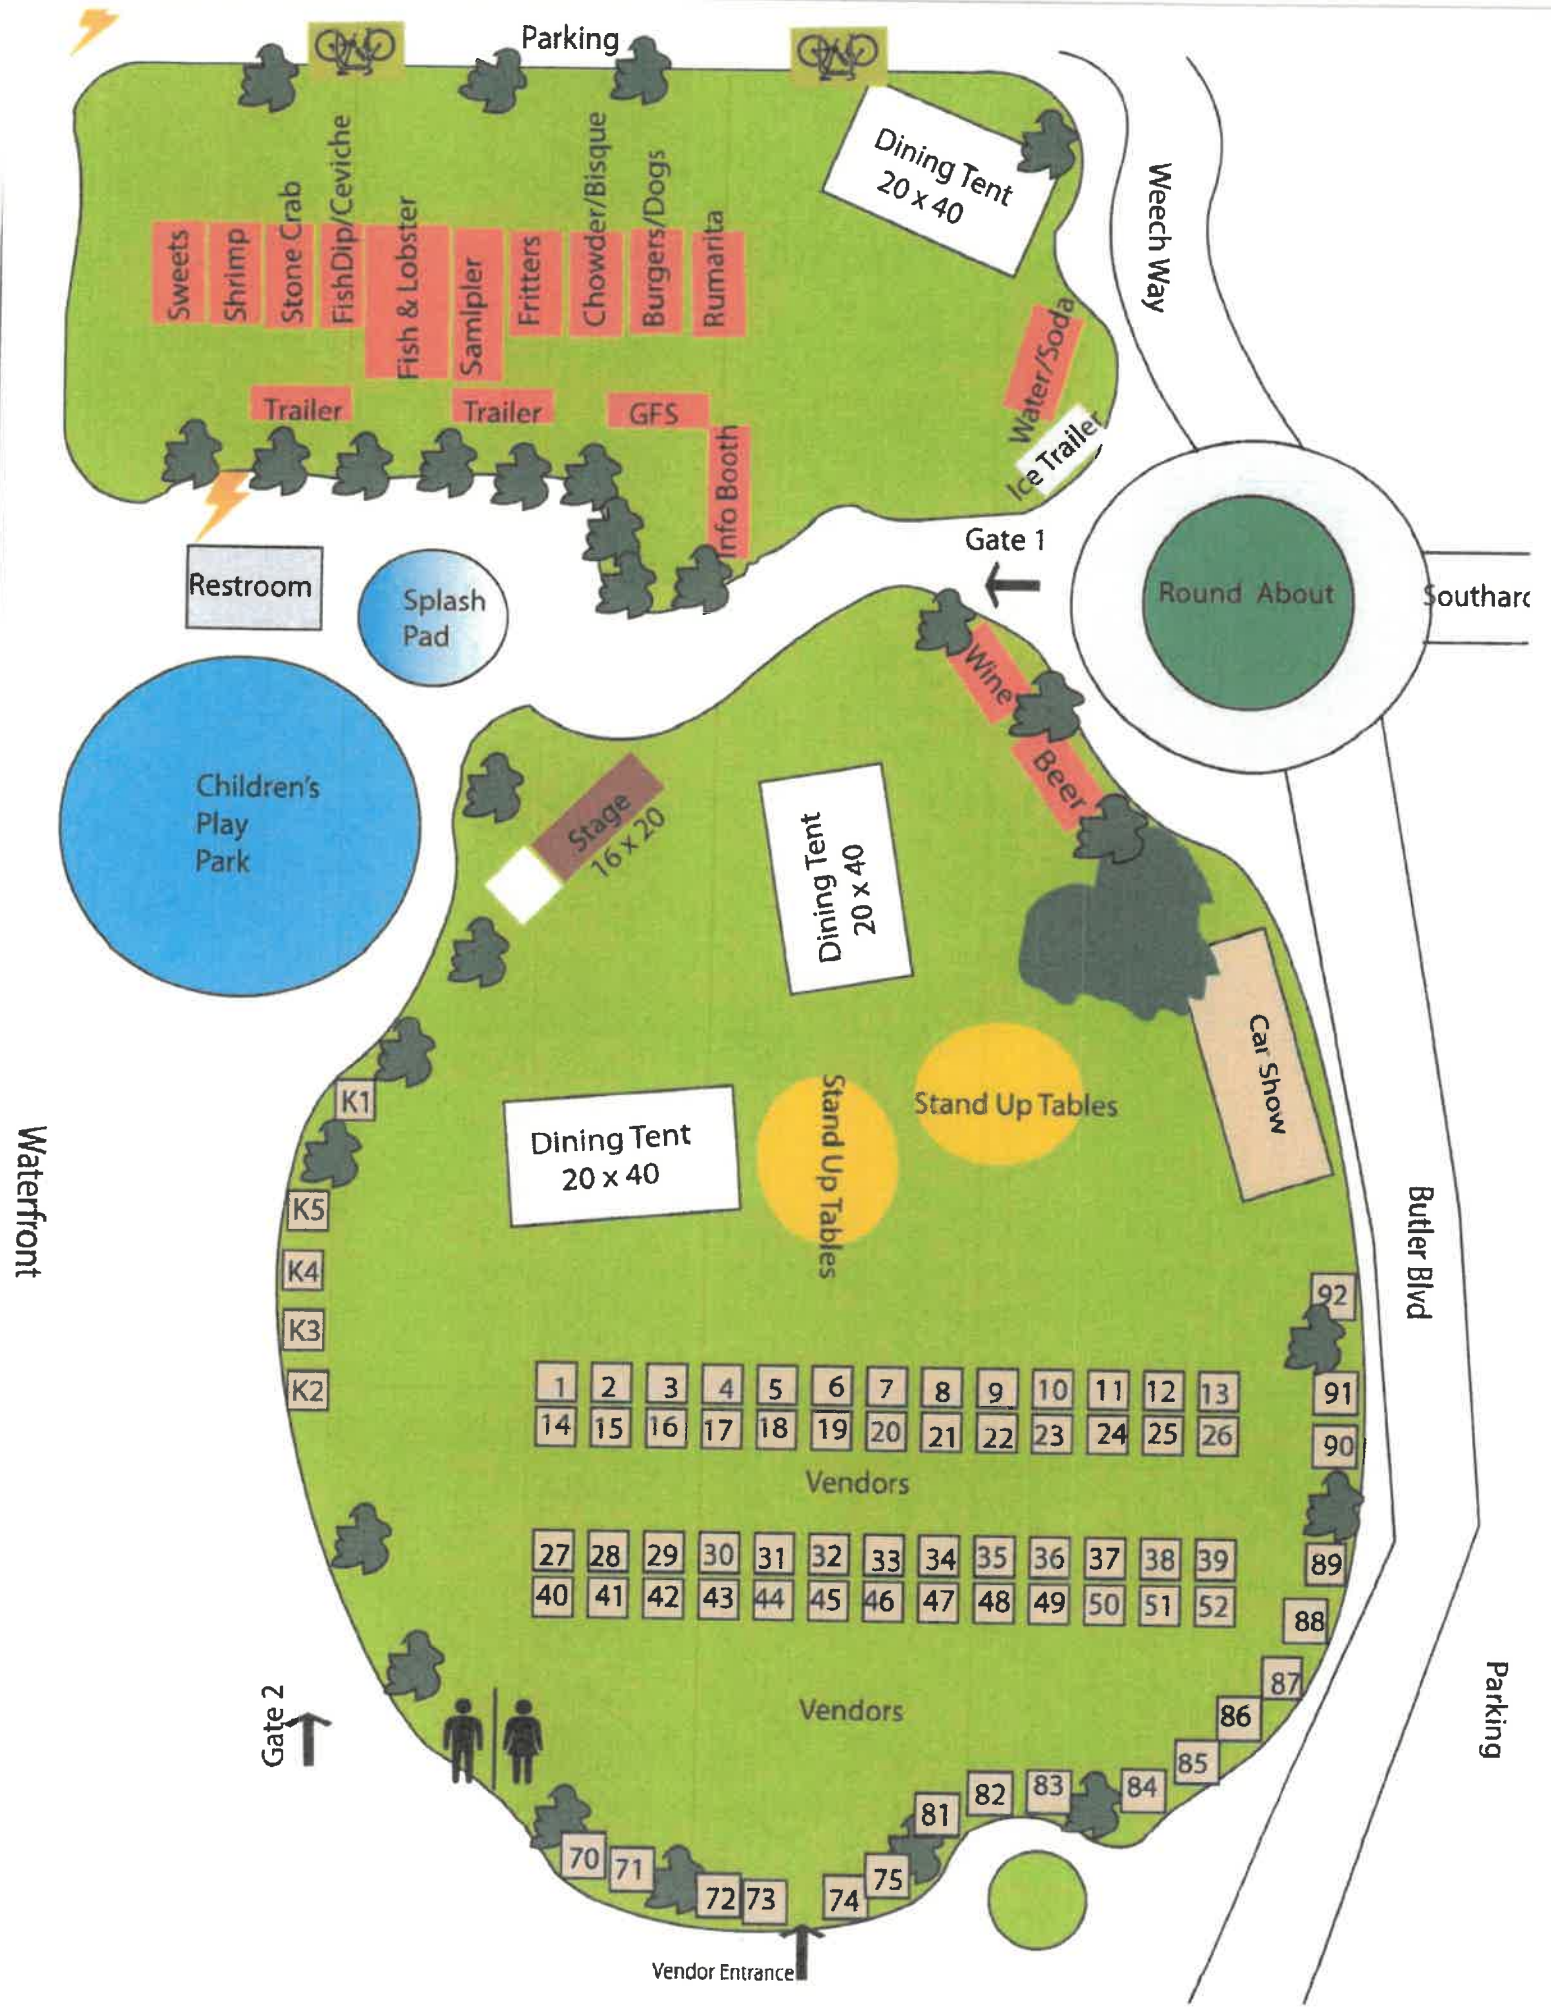 Parking
Dining Tent
20 x 40
Weech Way
Sweets
Shrimp
Stone Crab
FishDip/Ceviche
Fish & Lobster
Samlpler
Fritters
Chowder/Bisque
Burgers/Dogs
Rumarita
Water/Soda
Ice Trailer
Trailer
Trailer
GFS
Info Booth
Gate 1
Restroom
Splash
Pad
Round About
Southard
Wine
Beer
Children's
Play
Park
Stage
16 x 20
Dining Tent
20 x 40
Car Show
Stand Up Tables
Stand Up Tables
Dining Tent
20 x 40
K1
K5
K4
K3
K2
Waterfront
Butler Blvd
92
1 2 3 4 5 6 7 8 9 10 11 12 13
91
14 15 16 17 18 19 20 21 22 23 24 25 26
90
Vendors
27 28 29 30 31 32 33 34 35 36 37 38 39
89
40 41 42 43 44 45 46 47 48 49 50 51 52
88
87
86
85
84
83
82
81
Vendors
Parking
Gate 2
70
71
72
73
74
75
Vendor Entrance